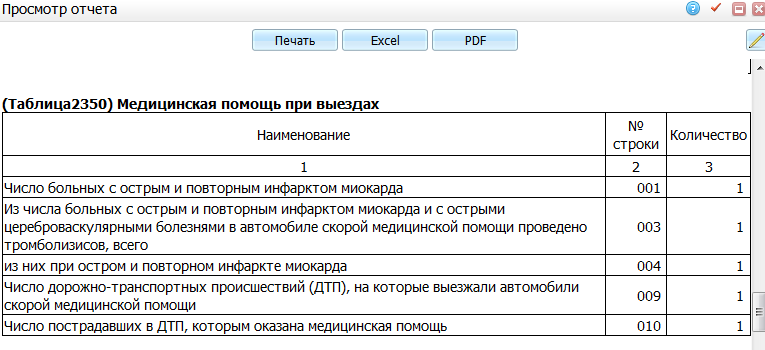 Просмотр отчета
Печать Excel PDF
(Таблица2350) Медицинская помощь при выездах
Наименование № строки Количество
1 2 3
Число больных с острым и повторным инфарктом миокарда 001 1
Из числа больных с острым и повторным инфарктом миокарда и с острыми
цереброваскулярными болезнями в автомобиле скорой медицинской помощи проведено 003 1
тромболизисов, всего
из них при остром и повторном инфаркте миокарда 004 1
Число дорожно-транспортных происшествий (ДТП), на которые выезжали автомобили
скорой медицинской помощи 009 1
Число пострадавших в ДТП, которым оказана медицинская помощь 010 1